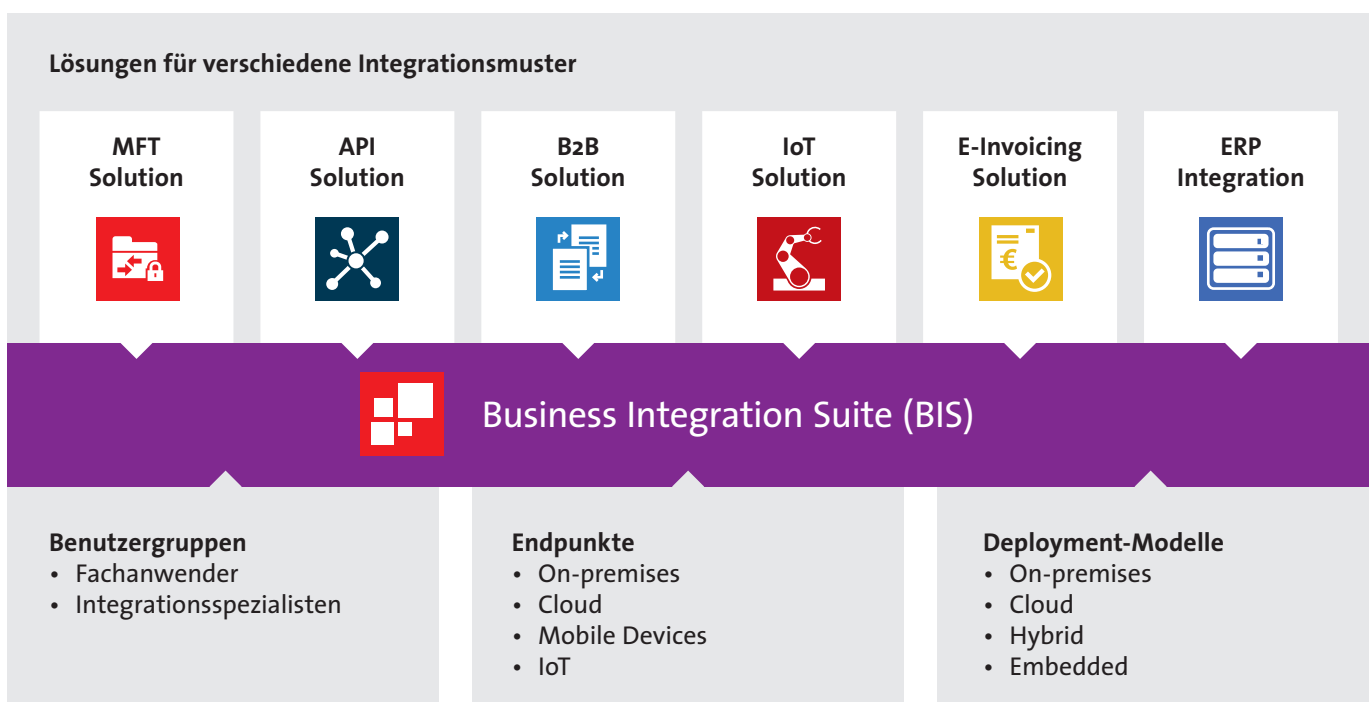 Lösungen für verschiedene Integrationsmuster
MFT
Solution
API
Solution
B2B
Solution
IoT
Solution
E-Invoicing
Solution
ERP
Integration
€
Business Integration Suite (BIS)
Benutzergruppen
• Fachanwender
• Integrationsspezialisten
Endpunkte
• On-premises
• Cloud
• Mobile Devices
• IoT
Deployment-Modelle
• On-premises
• Cloud
• Hybrid
• Embedded